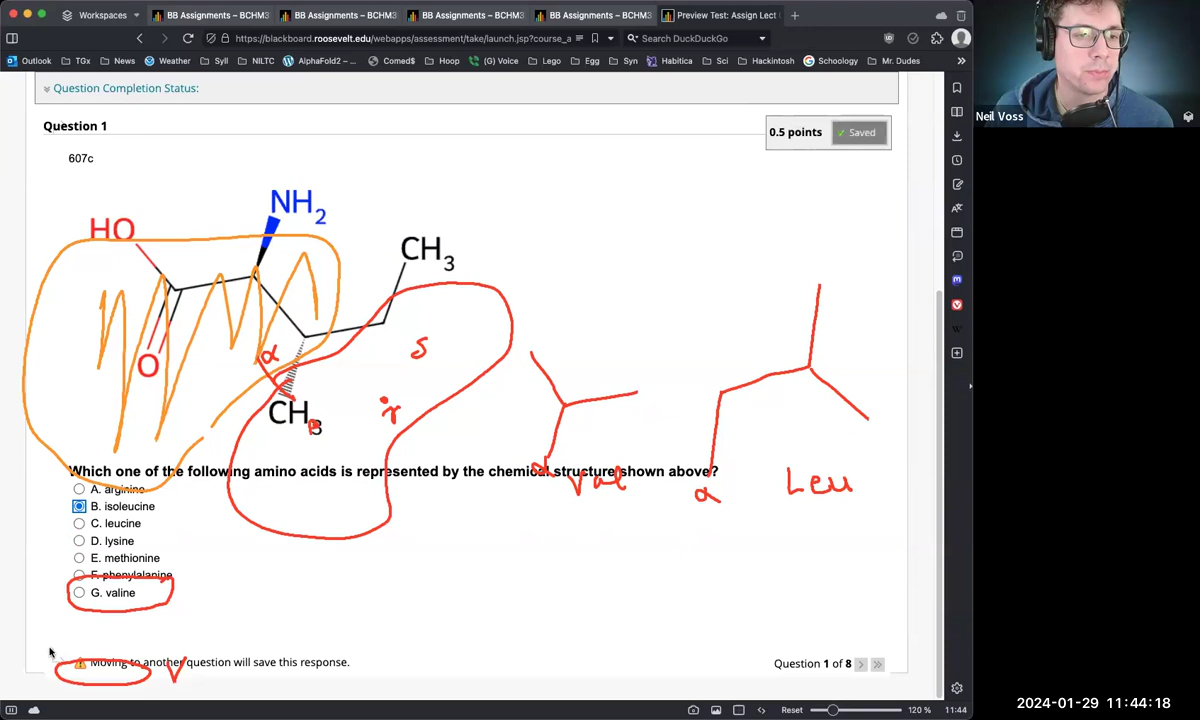 Workspaces
BB Assignments – BCHM3
BB Assignments – BCHM3
BB Assignments – BCHM3
BB Assignments – BCHM3
Preview Test: Assign Lect
https://blackboard.roosevelt.edu/webapps/assessment/take/launch.jsp?course_a
Search DuckDuckGo
Outlook TGx News Weather Syll NILTC AlphaFold2 – ... Comed$ Hoop (G) Voice Lego Egg Syn Habitica Sci Hackintosh Schoology Mr. Dudes
Neil Voss
Question Completion Status:
Question 1
0.5 points
Saved
607c
NH2
HO
CH3
O
CH3
α
β
γ
δ
α Val
α Leu
Which one of the following amino acids is represented by the chemical structure shown above?
A. arginine
B. isoleucine
C. leucine
D. lysine
E. methionine
F. phenylalanine
G. valine
Moving to another question will save this response.
V
Question 1 of 8
Reset
120 %
11:44
2024-01-29 11:44:18